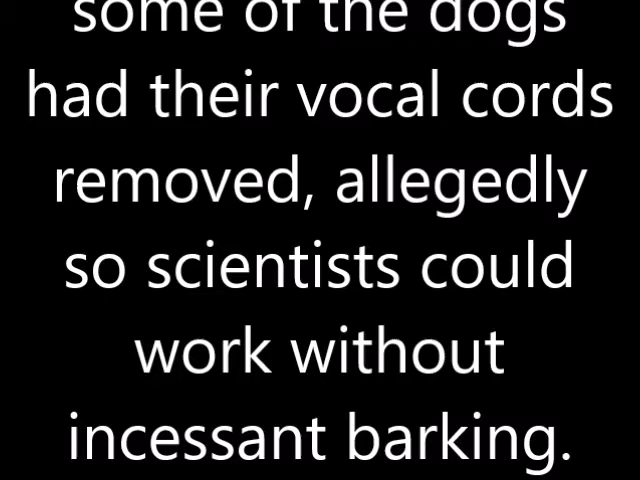 some of the dogs
had their vocal cords
removed, allegedly
so scientists could
work without
incessant barking.